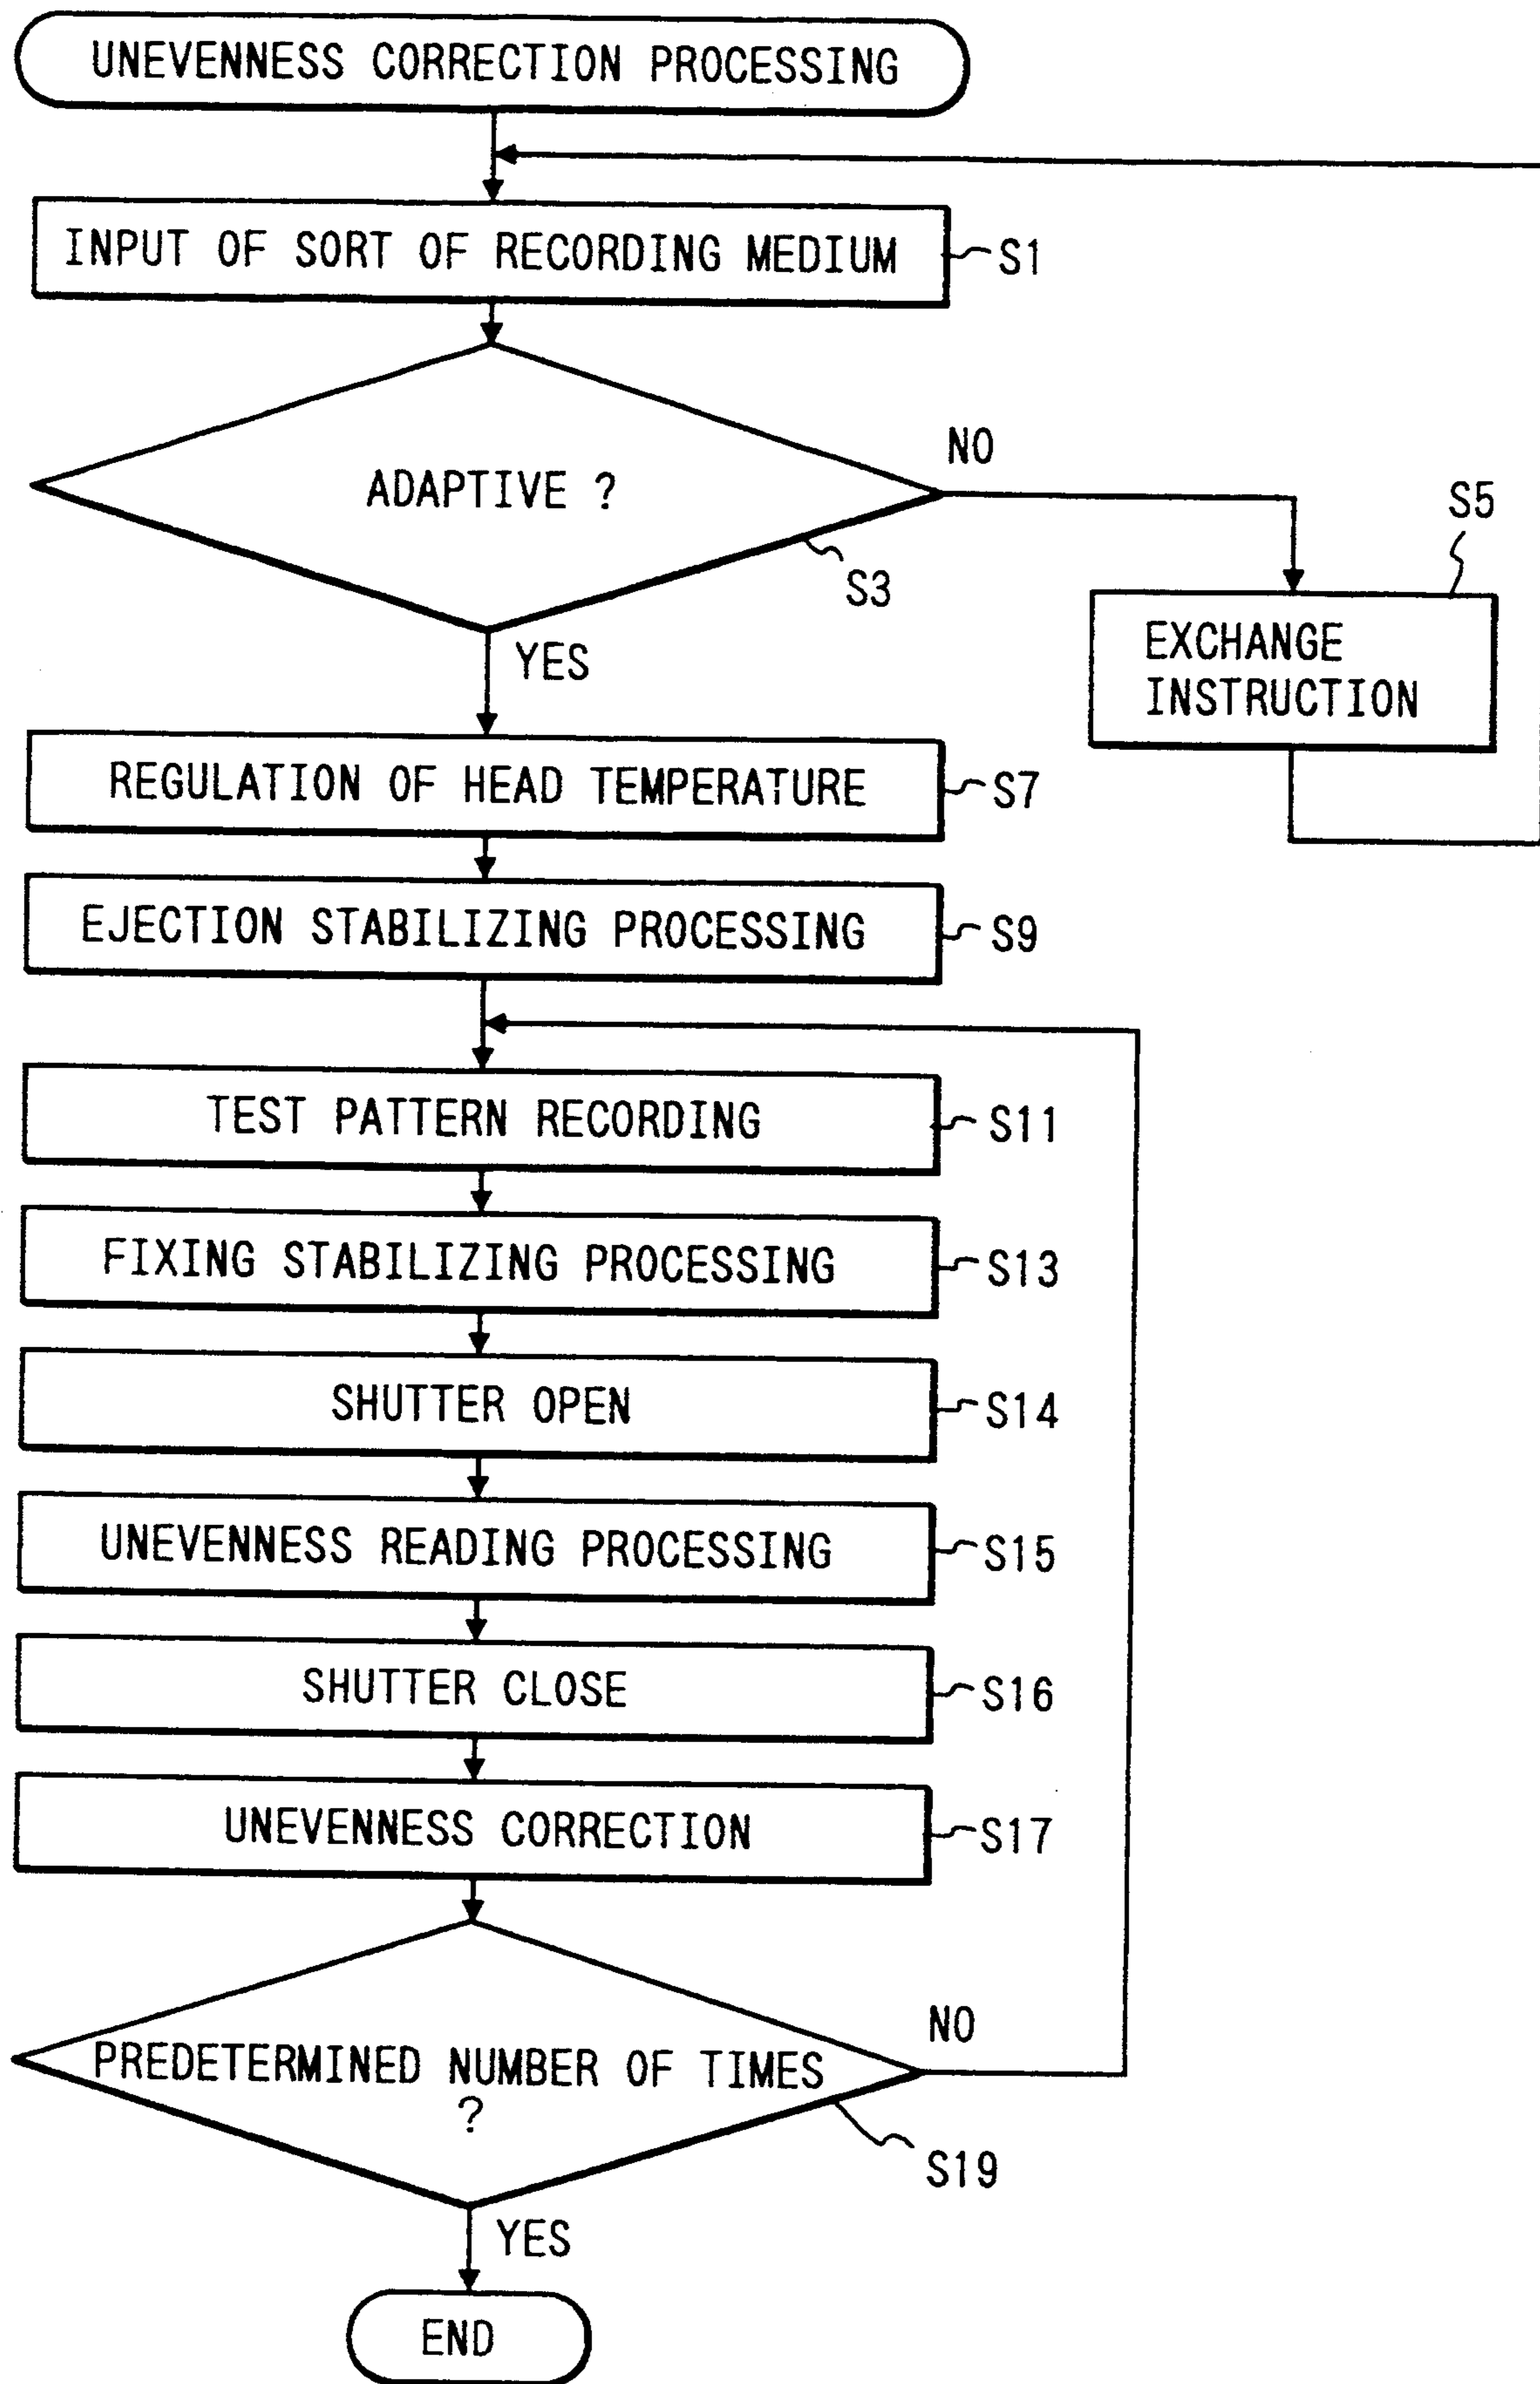 UNEVENNESS CORRECTION PROCESSING
INPUT OF SORT OF RECORDING MEDIUM
S1
ADAPTIVE ?
NO
S3
S5
EXCHANGE
INSTRUCTION
YES
REGULATION OF HEAD TEMPERATURE
S7
EJECTION STABILIZING PROCESSING
S9
TEST PATTERN RECORDING
S11
FIXING STABILIZING PROCESSING
S13
SHUTTER OPEN
S14
UNEVENNESS READING PROCESSING
S15
SHUTTER CLOSE
S16
UNEVENNESS CORRECTION
S17
PREDETERMINED NUMBER OF TIMES
?
NO
S19
YES
END